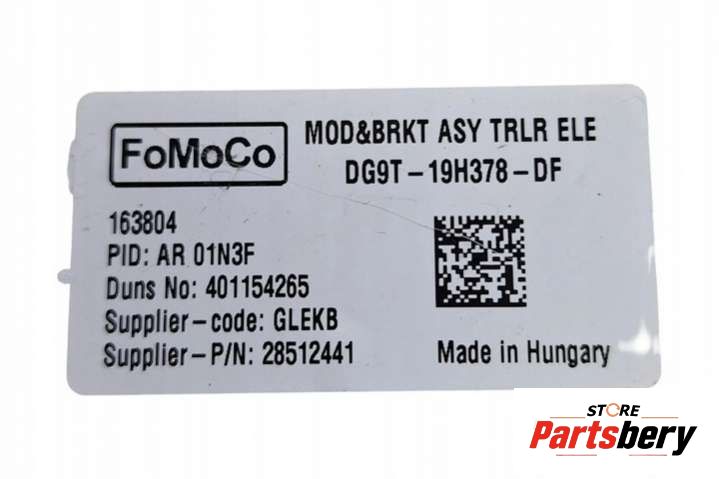 FoMoCo
MOD&BRKT ASY TRLR ELE
DG9T-19H378-DF
163804
PID: AR 01N3F
Duns No: 401154265
Supplier-code: GLEKB
Supplier-P/N: 28512441
Made in Hungary
STORE
Partsbery